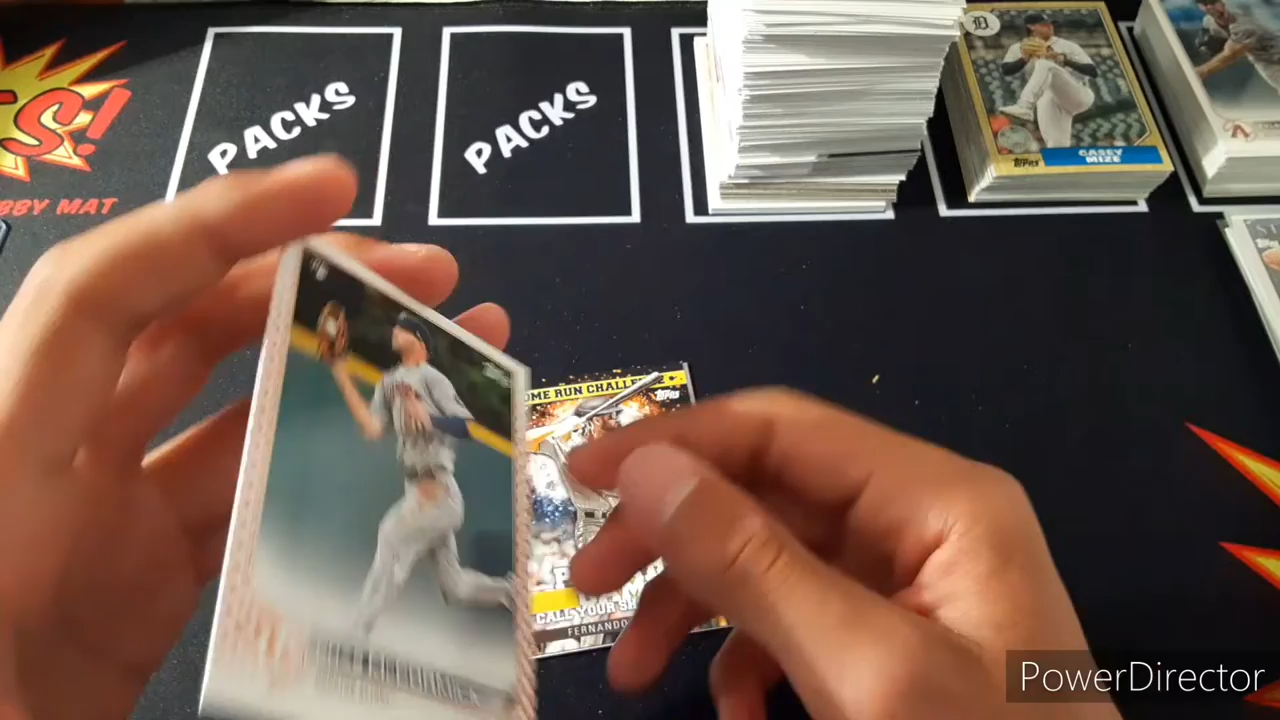 S!
BBY MAT
PACKS
PACKS
D
Topps
CASEY
MIZE
A
OME RUN CHALLE
Topps
CALL YOUR SH
FERNANDO
PowerDirector